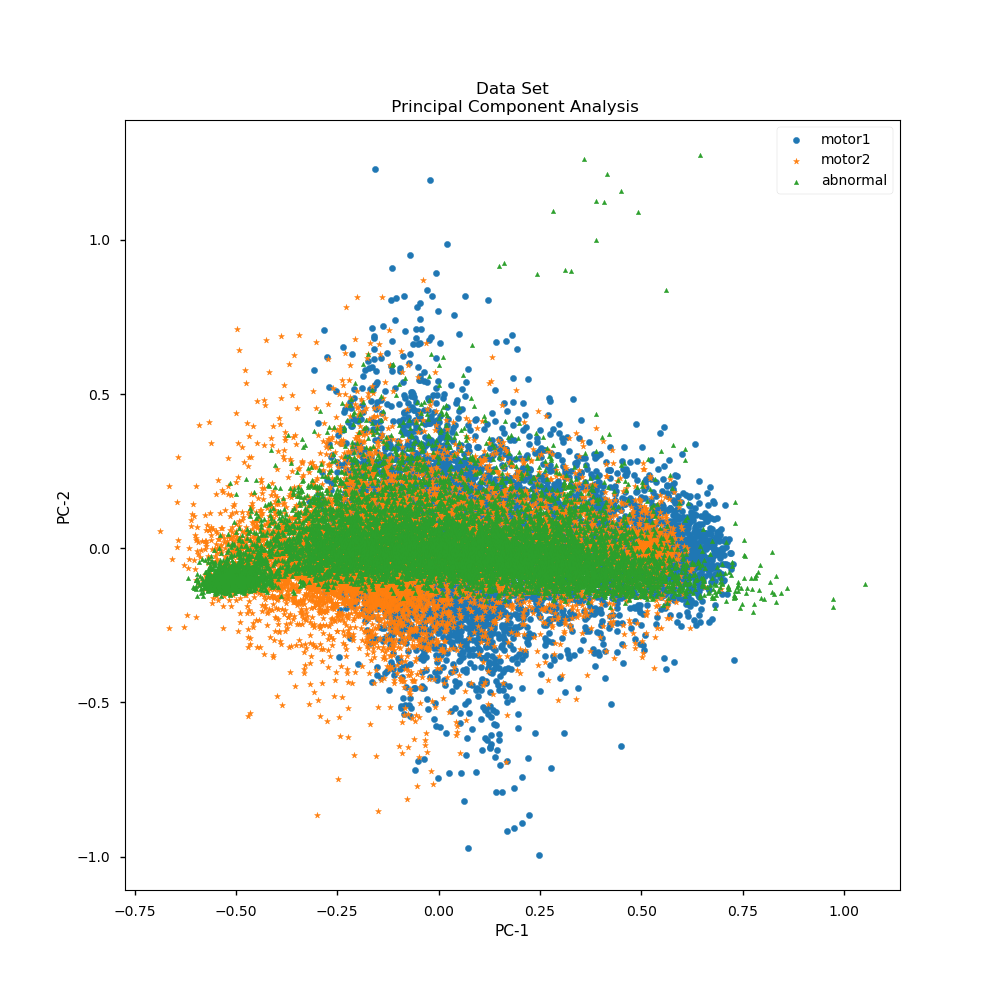 Data Set
Principal Component Analysis
motor1
motor2
abnormal
1.0
0.5
0.0
−0.5
−1.0
PC-2
−0.75 −0.50 −0.25 0.00 0.25 0.50 0.75 1.00
PC-1